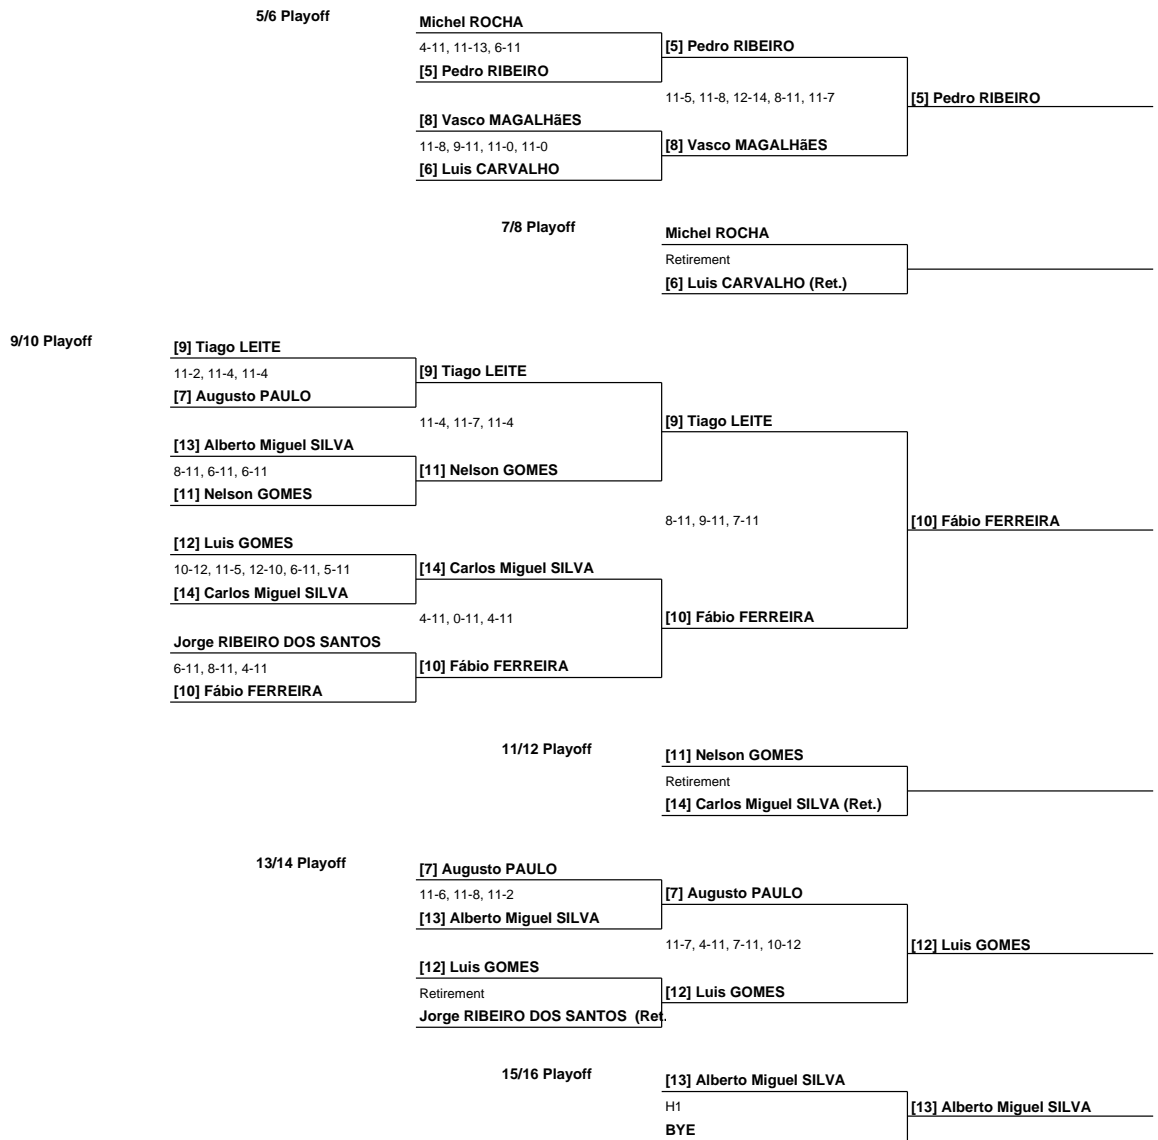 5/6 Playoff
Michel ROCHA
4-11, 11-13, 6-11
[5] Pedro RIBEIRO
[5] Pedro RIBEIRO
11-5, 11-8, 12-14, 8-11, 11-7
[5] Pedro RIBEIRO
[8] Vasco MAGALHãES
11-8, 9-11, 11-0, 11-0
[8] Vasco MAGALHãES
[6] Luis CARVALHO
7/8 Playoff
Michel ROCHA
Retirement
[6] Luis CARVALHO (Ret.)
9/10 Playoff
[9] Tiago LEITE
11-2, 11-4, 11-4
[9] Tiago LEITE
[7] Augusto PAULO
11-4, 11-7, 11-4
[9] Tiago LEITE
[13] Alberto Miguel SILVA
8-11, 6-11, 6-11
[11] Nelson GOMES
[11] Nelson GOMES
8-11, 9-11, 7-11
[10] Fábio FERREIRA
[12] Luis GOMES
10-12, 11-5, 12-10, 6-11, 5-11
[14] Carlos Miguel SILVA
[14] Carlos Miguel SILVA
4-11, 0-11, 4-11
[10] Fábio FERREIRA
Jorge RIBEIRO DOS SANTOS
6-11, 8-11, 4-11
[10] Fábio FERREIRA
[10] Fábio FERREIRA
11/12 Playoff
[11] Nelson GOMES
Retirement
[14] Carlos Miguel SILVA (Ret.)
13/14 Playoff
[7] Augusto PAULO
11-6, 11-8, 11-2
[7] Augusto PAULO
[13] Alberto Miguel SILVA
11-7, 4-11, 7-11, 10-12
[12] Luis GOMES
[12] Luis GOMES
Retirement
[12] Luis GOMES
Jorge RIBEIRO DOS SANTOS (Ret.
15/16 Playoff
[13] Alberto Miguel SILVA
H1
[13] Alberto Miguel SILVA
BYE